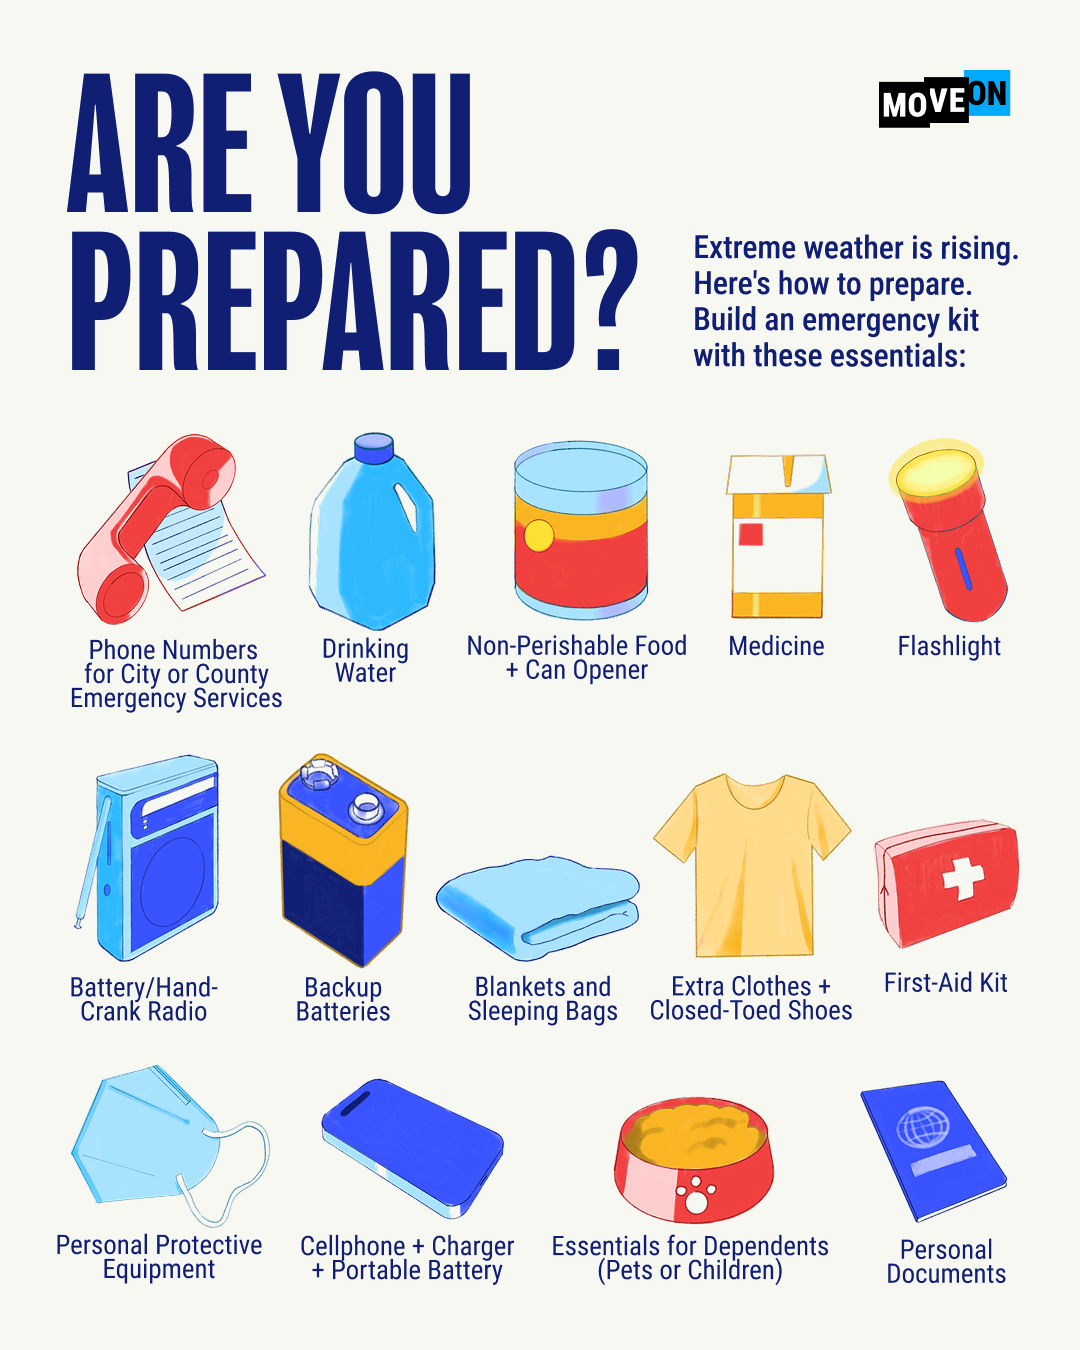 ARE YOU
PREPARED?
MOVEON
Extreme weather is rising.
Here's how to prepare.
Build an emergency kit
with these essentials:
Phone Numbers
for City or County
Emergency Services
Drinking
Water
Non-Perishable Food
+ Can Opener
Medicine
Flashlight
Battery/Hand-
Crank Radio
Backup
Batteries
Blankets and
Sleeping Bags
Extra Clothes +
Closed-Toed Shoes
First-Aid Kit
Personal Protective
Equipment
Cellphone + Charger
+ Portable Battery
Essentials for Dependents
(Pets or Children)
Personal
Documents